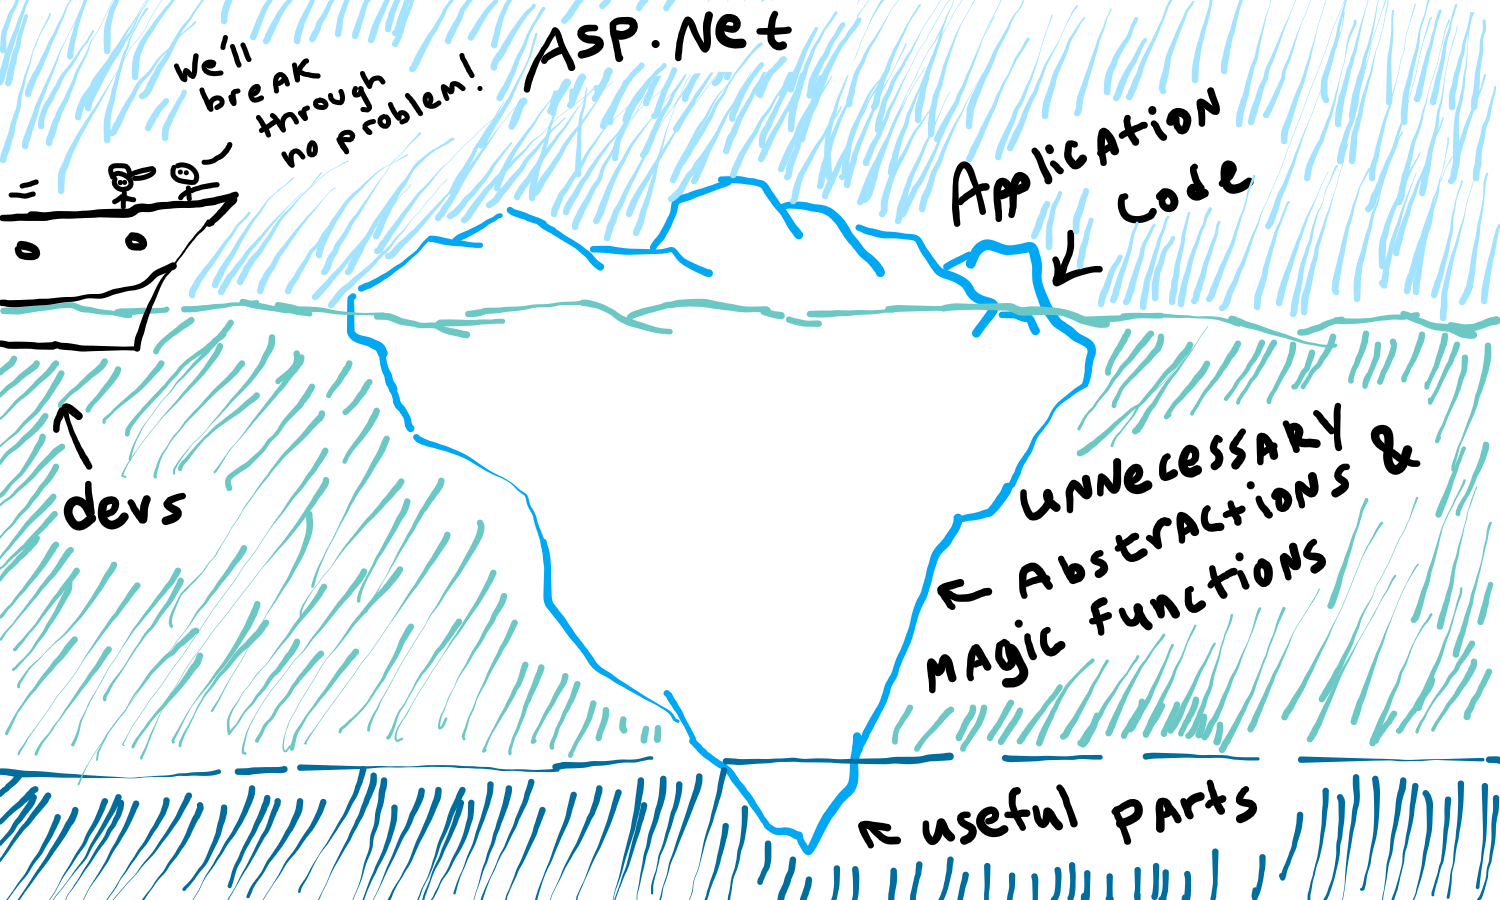 ASP.Net
We'll
break
through
no problem!
Application
code
devs
unnecessary
Abstractions &
magic functions
useful parts